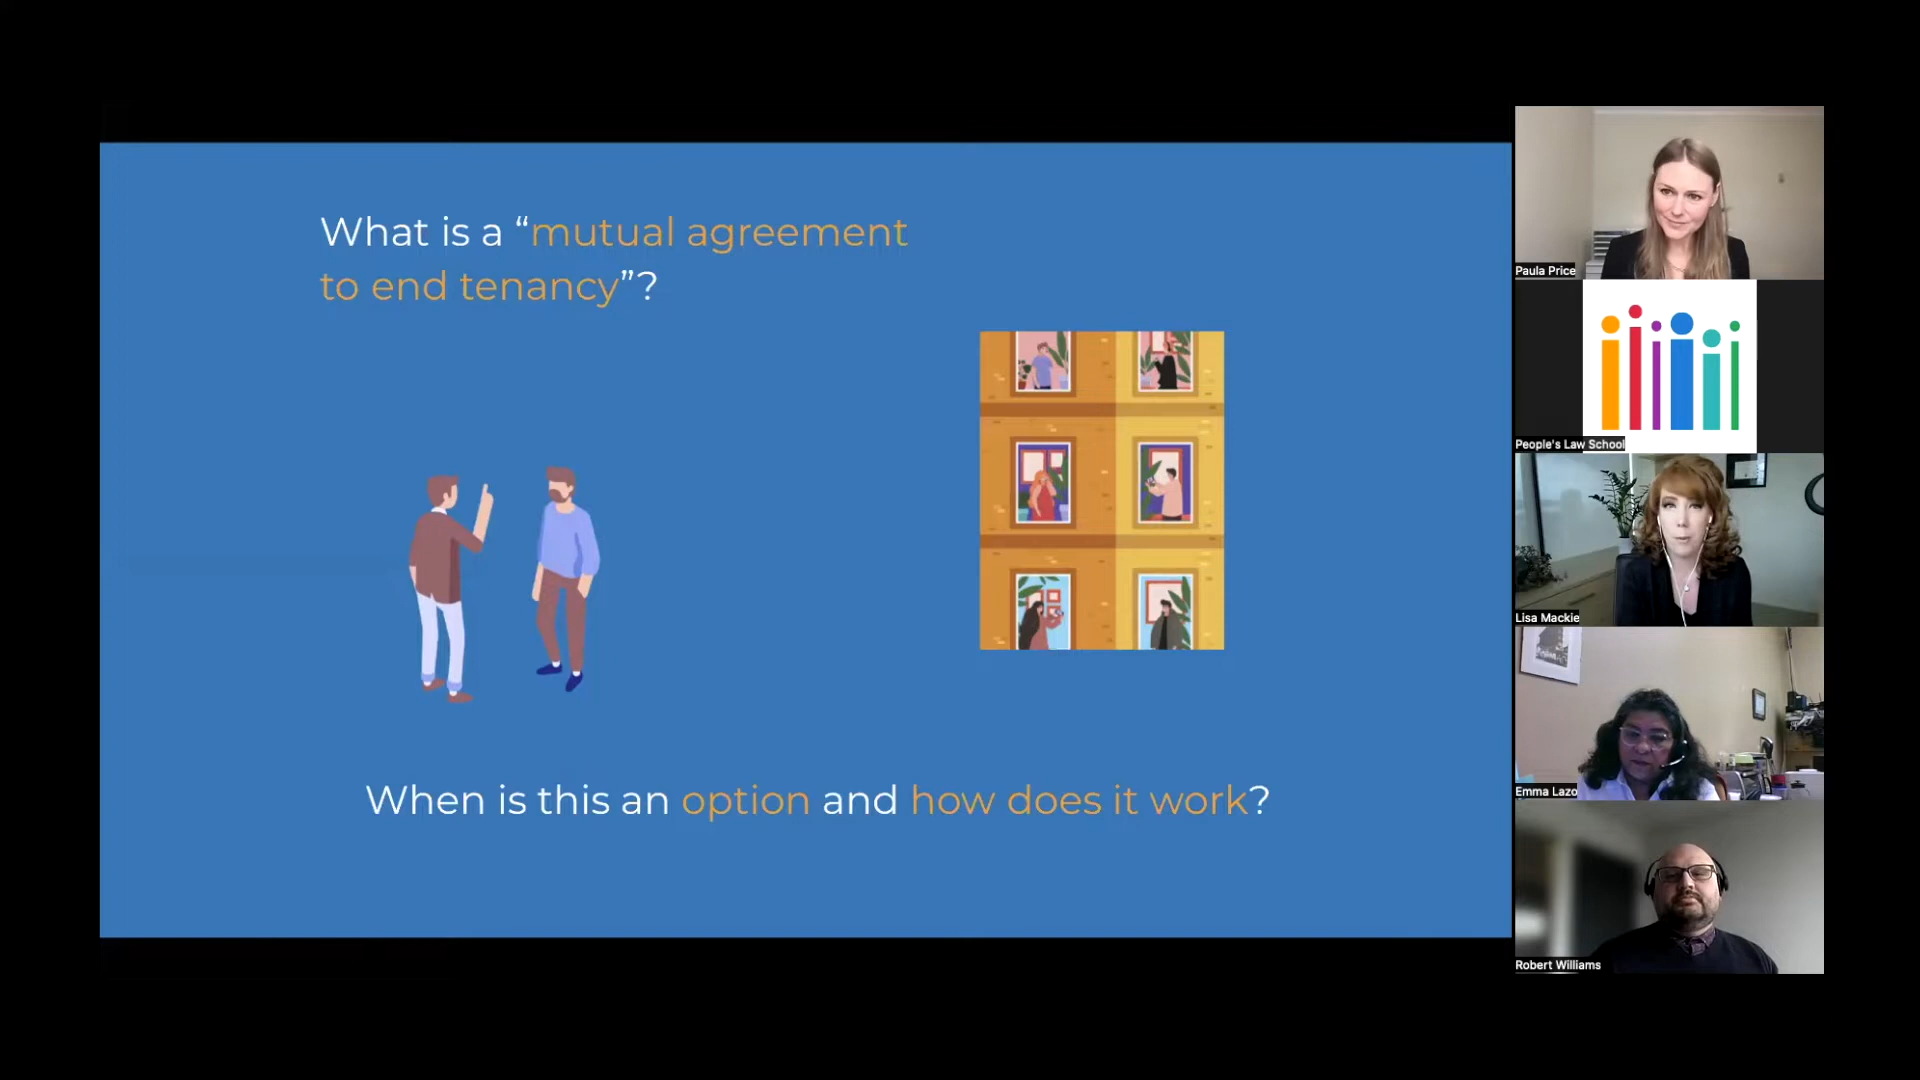 What is a “mutual agreement
to end tenancy”?
When is this an option and how does it work?
Paula Price
People's Law School
Lisa Mackie
Emma Lazo
Robert Williams